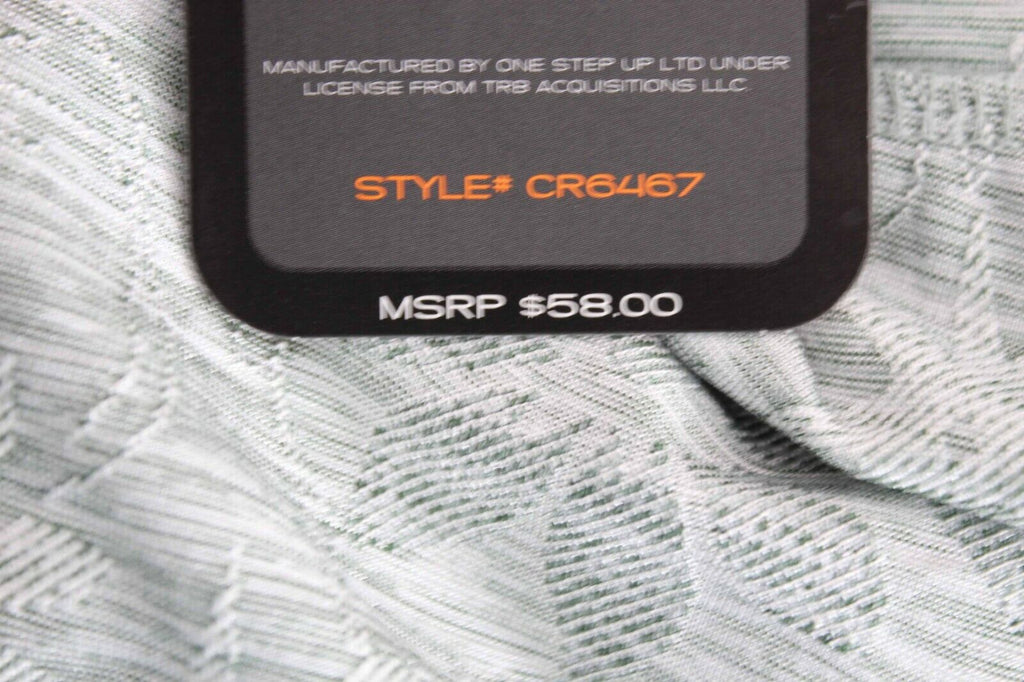 MANUFACTURED BY ONE STEP UP LTD UNDER
LICENSE FROM TRB ACQUISITIONS LLC.
STYLE# CR6467
MSRP $58.00